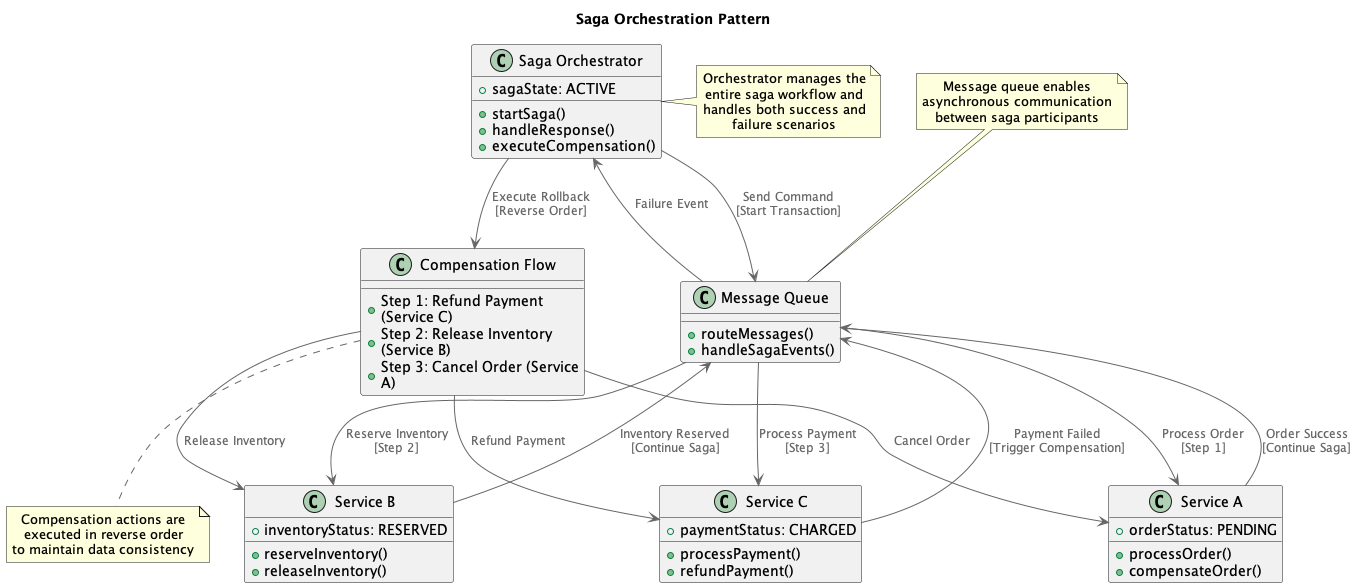 Saga Orchestration Pattern
C Saga Orchestrator
sagaState: ACTIVE
startSaga()
handleResponse()
executeCompensation()
Orchestrator manages the
entire saga workflow and
handles both success and
failure scenarios
Message queue enables
asynchronous communication
between saga participants
Execute Rollback
[Reverse Order]
Failure Event
Send Command
[Start Transaction]
C Compensation Flow
Step 1: Refund Payment
(Service C)
Step 2: Release Inventory
(Service B)
Step 3: Cancel Order (Service
A)
C Message Queue
routeMessages()
handleSagaEvents()
Release Inventory
Reserve Inventory
[Step 2]
Refund Payment
Inventory Reserved
[Continue Saga]
Process Payment
[Step 3]
Cancel Order
Payment Failed
[Trigger Compensation]
Process Order
[Step 1]
Order Success
[Continue Saga]
Compensation actions are
executed in reverse order
to maintain data consistency
C Service B
inventoryStatus: RESERVED
reserveInventory()
releaseInventory()
C Service C
paymentStatus: CHARGED
processPayment()
refundPayment()
C Service A
orderStatus: PENDING
processOrder()
compensateOrder()